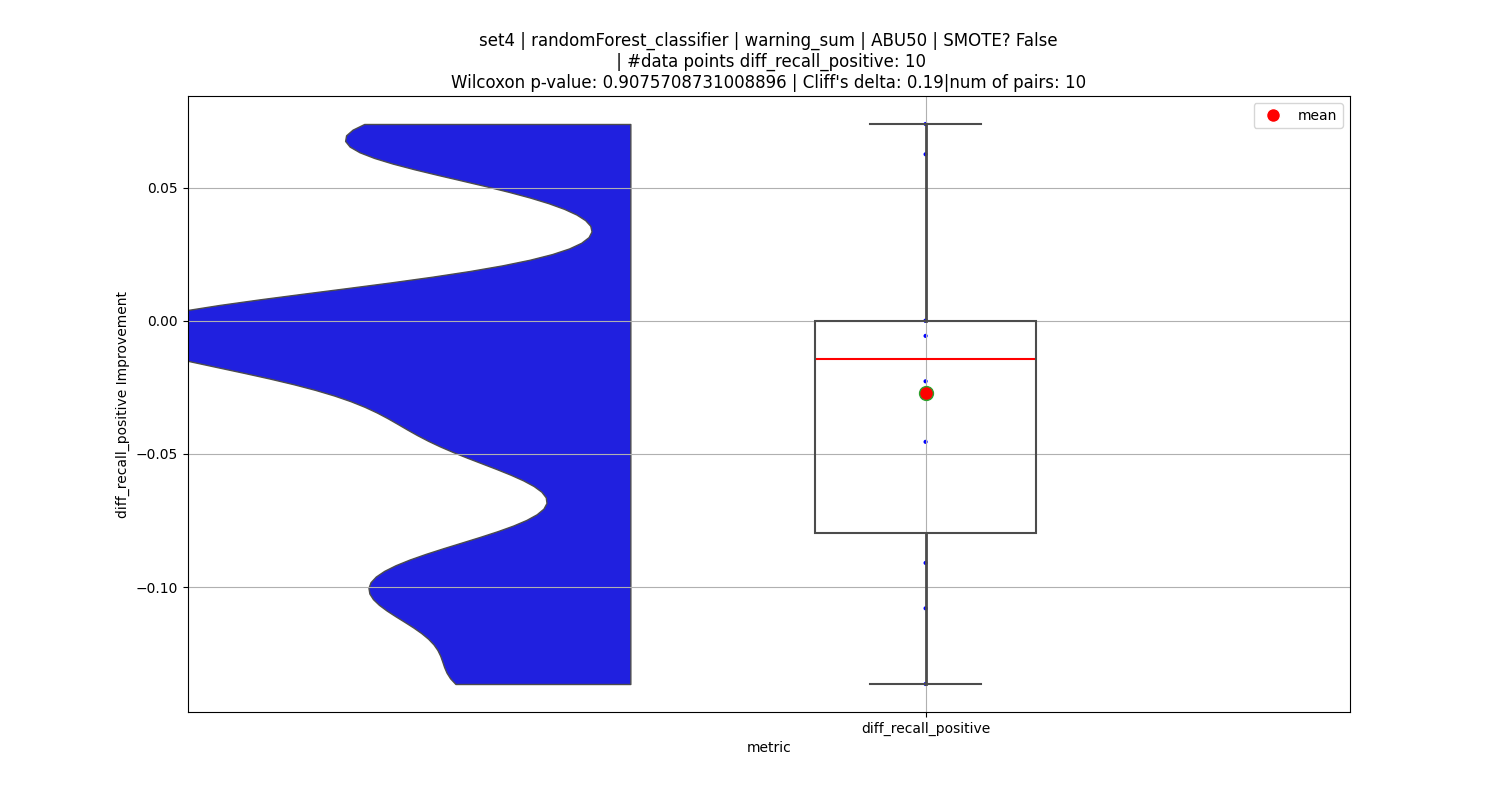 set4 | randomForest_classifier | warning_sum | ABU50 | SMOTE? False
| #data points diff_recall_positive: 10
Wilcoxon p-value: 0.9075708731008896 | Cliff's delta: 0.19|num of pairs: 10
mean
0.05
0.00
−0.05
−0.10
diff_recall_positive Improvement
diff_recall_positive
metric